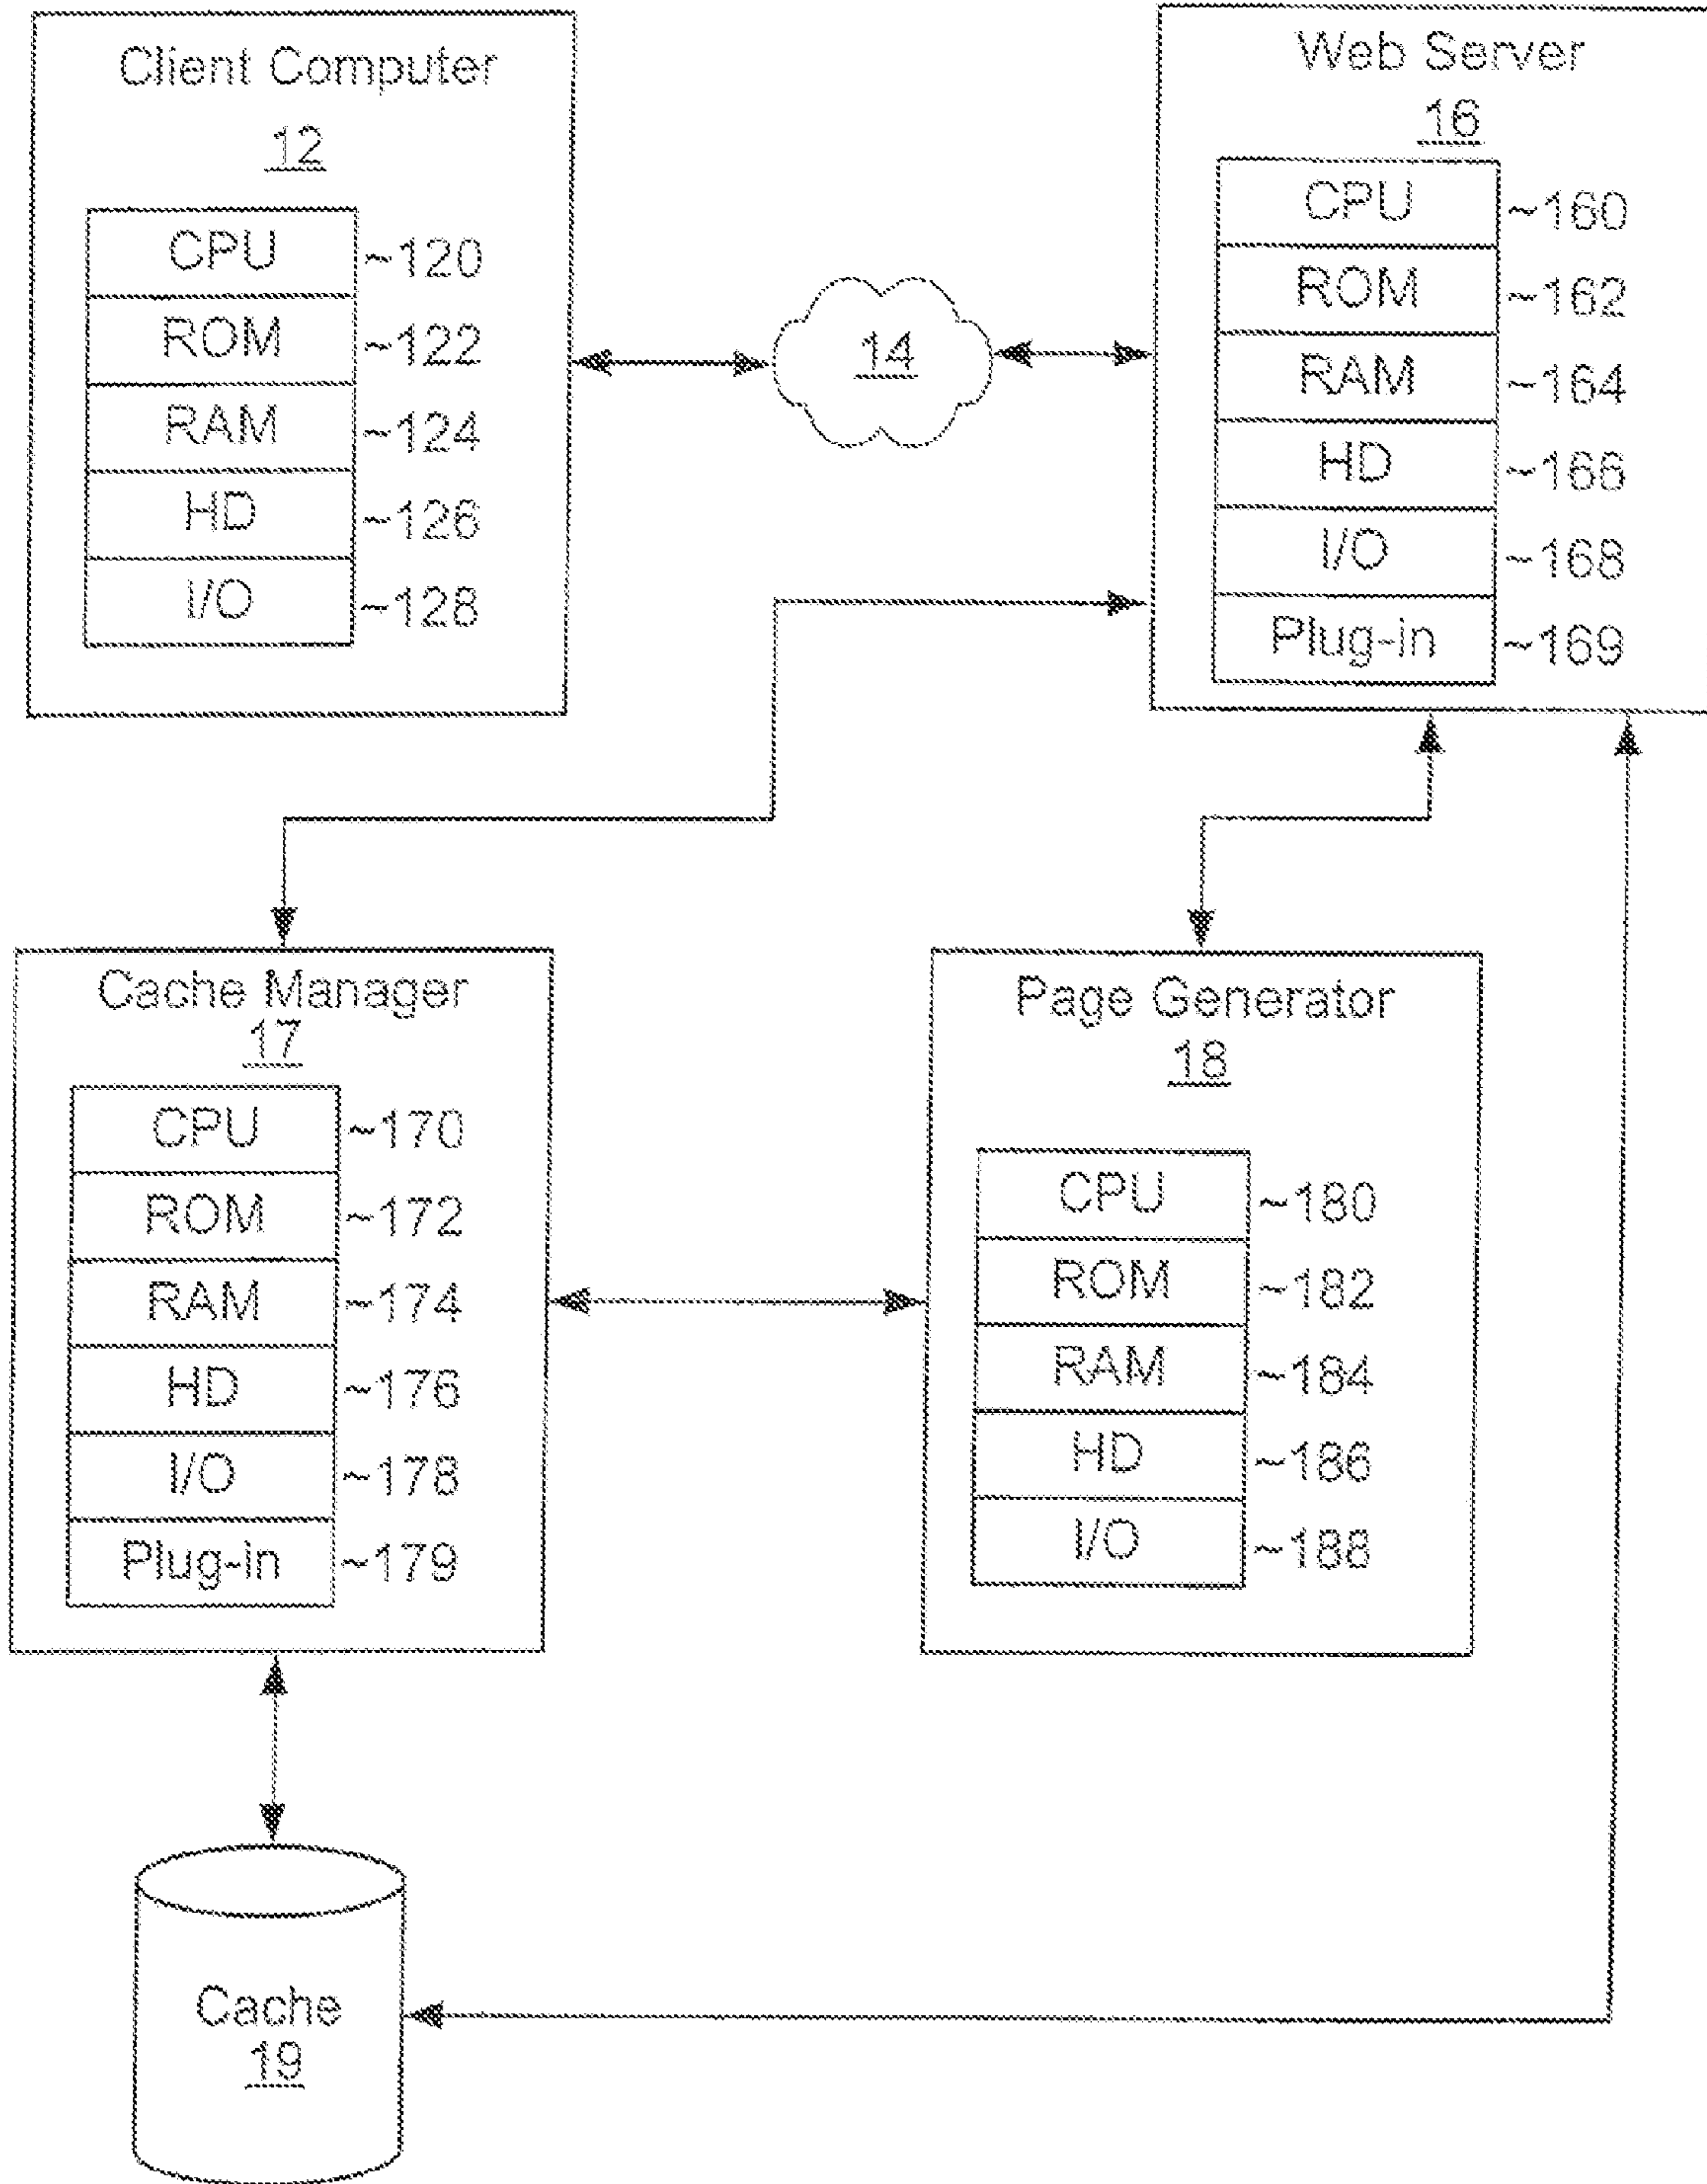 Client Computer
12
CPU ~120
ROM ~122
RAM ~124
HD ~126
I/O ~128
14
Web Server
16
CPU ~160
ROM ~162
RAM ~164
HD ~166
I/O ~168
Plug-in ~169
Cache Manager
17
CPU ~170
ROM ~172
RAM ~174
HD ~176
I/O ~178
Plug-in ~179
Page Generator
18
CPU ~180
ROM ~182
RAM ~184
HD ~186
I/O ~188
Cache
19